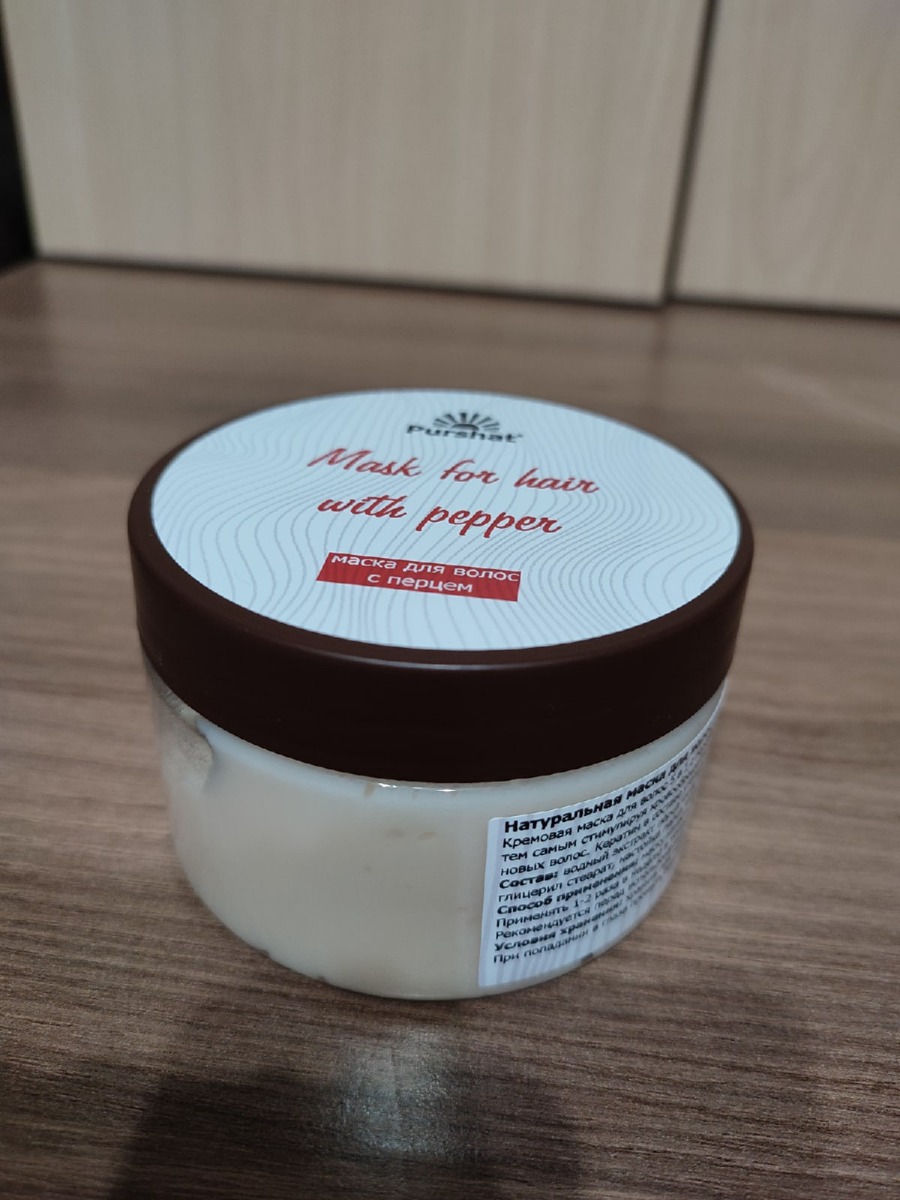 Purshat
Mask for hair
with pepper
маска для волос
с перцем
Натуральная маска для
Кремовая маска для волос
тем самым стимулируя
новых волос. Кератин в
Состав: водный экстракт
глицерил стеарат, настойка
Способ применения:
Применять 1-2 раза в
Рекомендуется перед
Условия хранения:
При попадании в глаза